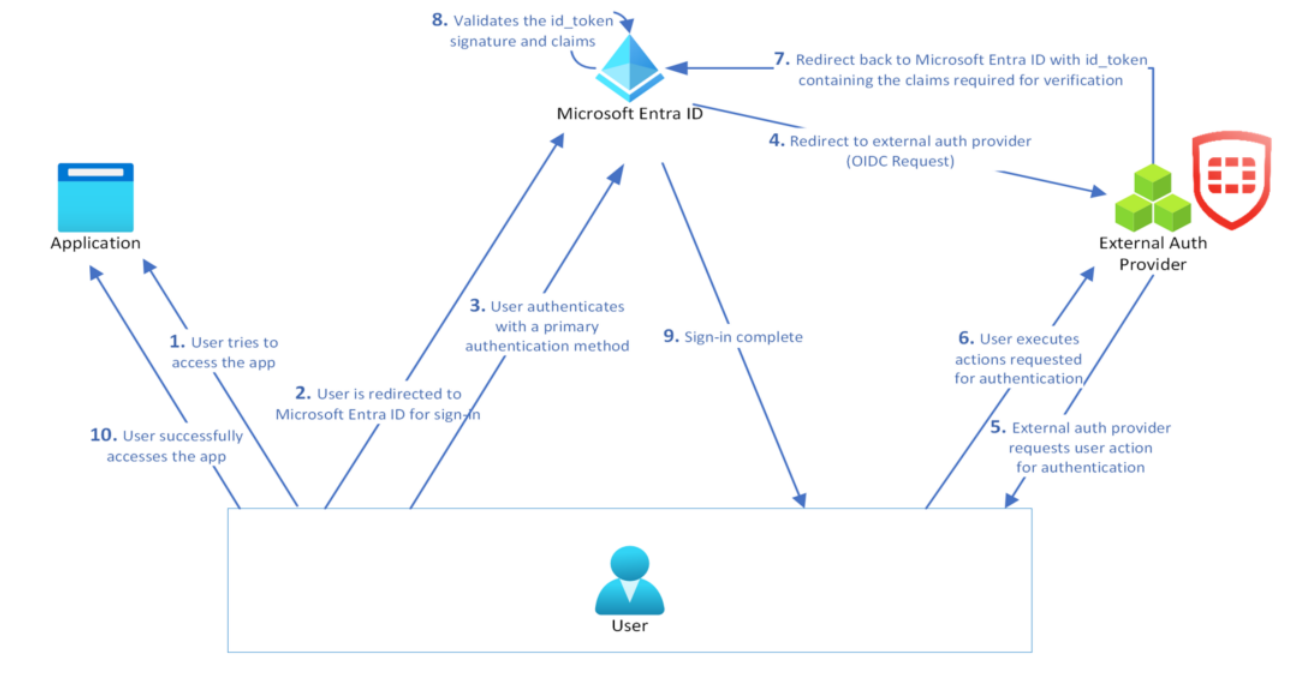 8. Validates the id_token
signature and claims
7. Redirect back to Microsoft Entra ID with id_token
containing the claims required for verification
Microsoft Entra ID
4. Redirect to external auth provider
(OIDC Request)
Application
External Auth
Provider
3. User authenticates
with a primary
authentication method
1. User tries to
access the app
9. Sign-in complete
6. User executes
actions requested
for authentication
2. User is redirected to
Microsoft Entra ID for sign-in
10. User successfully
accesses the app
5. External auth provider
requests user action
for authentication
User